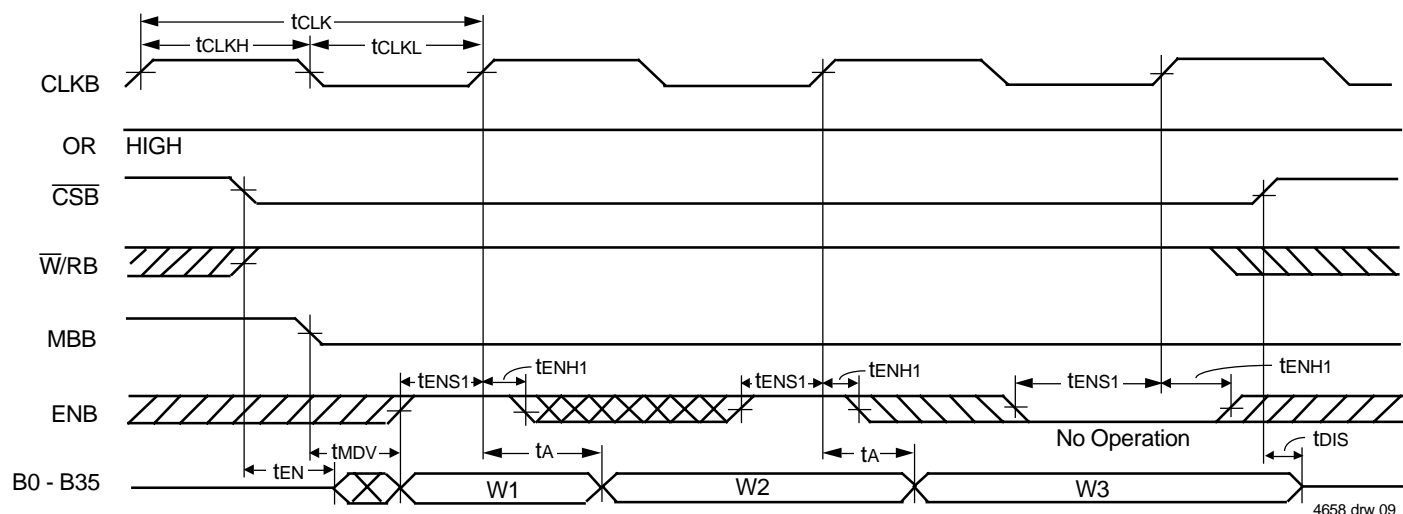 tCLK
tCLKH tCLKL
CLKB
OR HIGH
CSB
W/RB
MBB
tENS1 tENH1 tENS1 tENH1 tENS1 tENH1
ENB
No Operation
tMDV tA tA tDIS
tEN
B0 - B35 W1 W2 W3
4658 drw 09